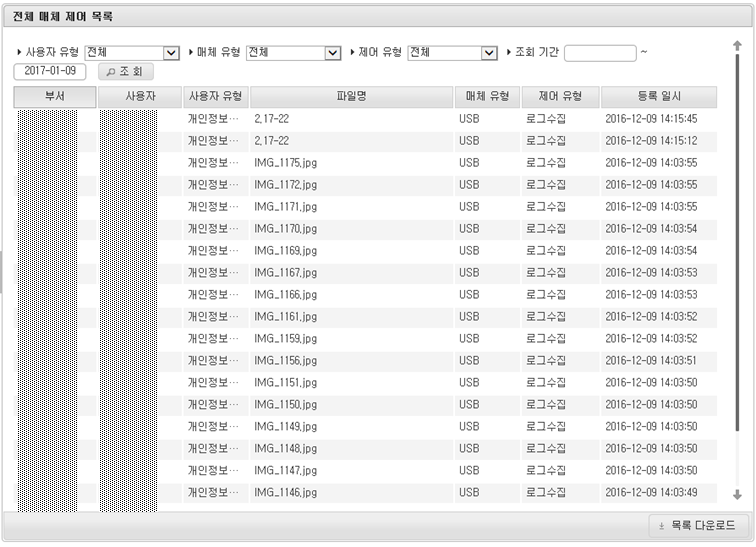 전체 매체 제어 목록
사용자 유형 전체 매체 유형 전체 제어 유형 전체 조회 기간 ~
2017-01-09 조 회
부서 사용자 사용자 유형 파일명 매체 유형 제어 유형 등록 일시
개인정보… 2,17-22 USB 로그수집 2016-12-09 14:15:45
개인정보… 2,17-22 USB 로그수집 2016-12-09 14:15:12
개인정보… IMG_1175.jpg USB 로그수집 2016-12-09 14:03:55
개인정보… IMG_1172.jpg USB 로그수집 2016-12-09 14:03:55
개인정보… IMG_1171.jpg USB 로그수집 2016-12-09 14:03:55
개인정보… IMG_1170.jpg USB 로그수집 2016-12-09 14:03:54
개인정보… IMG_1169.jpg USB 로그수집 2016-12-09 14:03:54
개인정보… IMG_1167.jpg USB 로그수집 2016-12-09 14:03:53
개인정보… IMG_1166.jpg USB 로그수집 2016-12-09 14:03:53
개인정보… IMG_1161.jpg USB 로그수집 2016-12-09 14:03:52
개인정보… IMG_1159.jpg USB 로그수집 2016-12-09 14:03:52
개인정보… IMG_1156.jpg USB 로그수집 2016-12-09 14:03:51
개인정보… IMG_1151.jpg USB 로그수집 2016-12-09 14:03:50
개인정보… IMG_1150.jpg USB 로그수집 2016-12-09 14:03:50
개인정보… IMG_1149.jpg USB 로그수집 2016-12-09 14:03:50
개인정보… IMG_1148.jpg USB 로그수집 2016-12-09 14:03:50
개인정보… IMG_1147.jpg USB 로그수집 2016-12-09 14:03:50
개인정보… IMG_1146.jpg USB 로그수집 2016-12-09 14:03:49
목록 다운로드